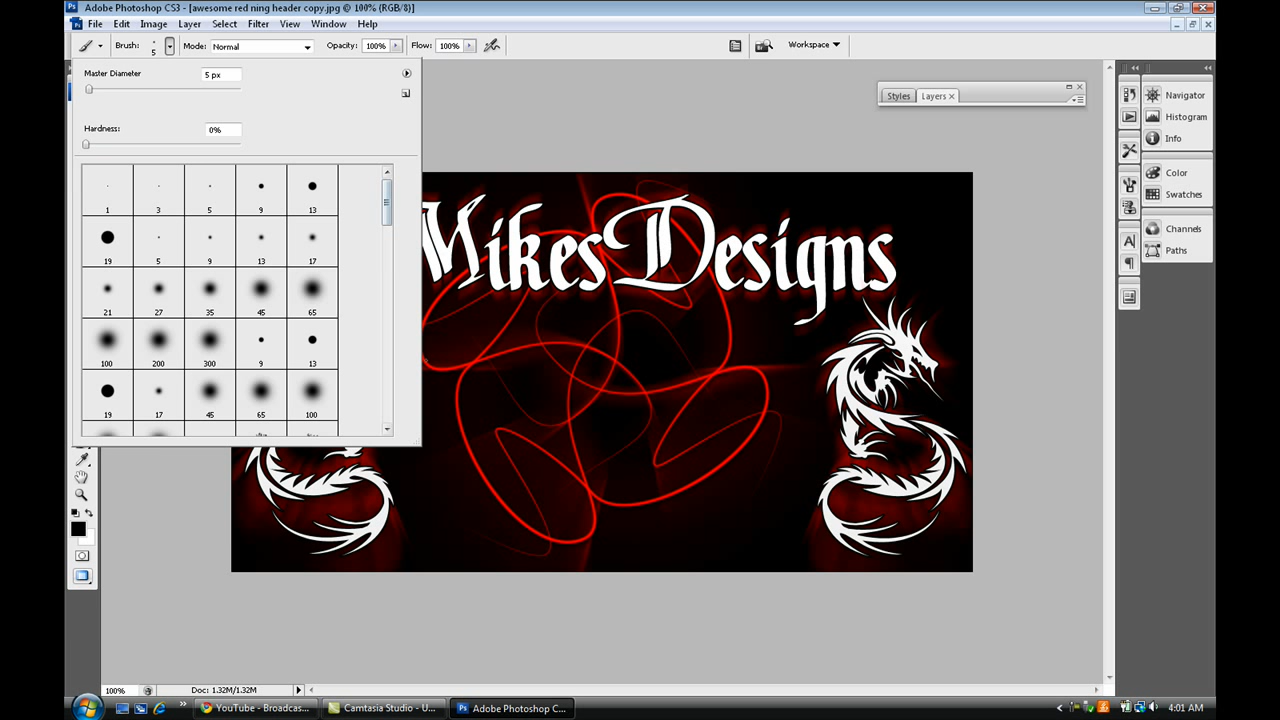 Adobe Photoshop CS3 - [awesome red ning header copy.jpg @ 100% (RGB/8)]
File Edit Image Layer Select Filter View Window Help
Brush: 5 Mode: Normal Opacity: 100% Flow: 100% Workspace
Master Diameter 5 px
Hardness: 0%
1 3 5 9 13
19 5 9 13 17
21 27 35 45 65
100 200 300 9 13
19 17 45 65 100
Styles Layers
Navigator
Histogram
Info
Color
Swatches
Channels
Paths
MikesDesigns
100% Doc: 1.32M/1.32M
YouTube - Broadcas... Camtasia Studio - U... Adobe Photoshop C... 4:01 AM